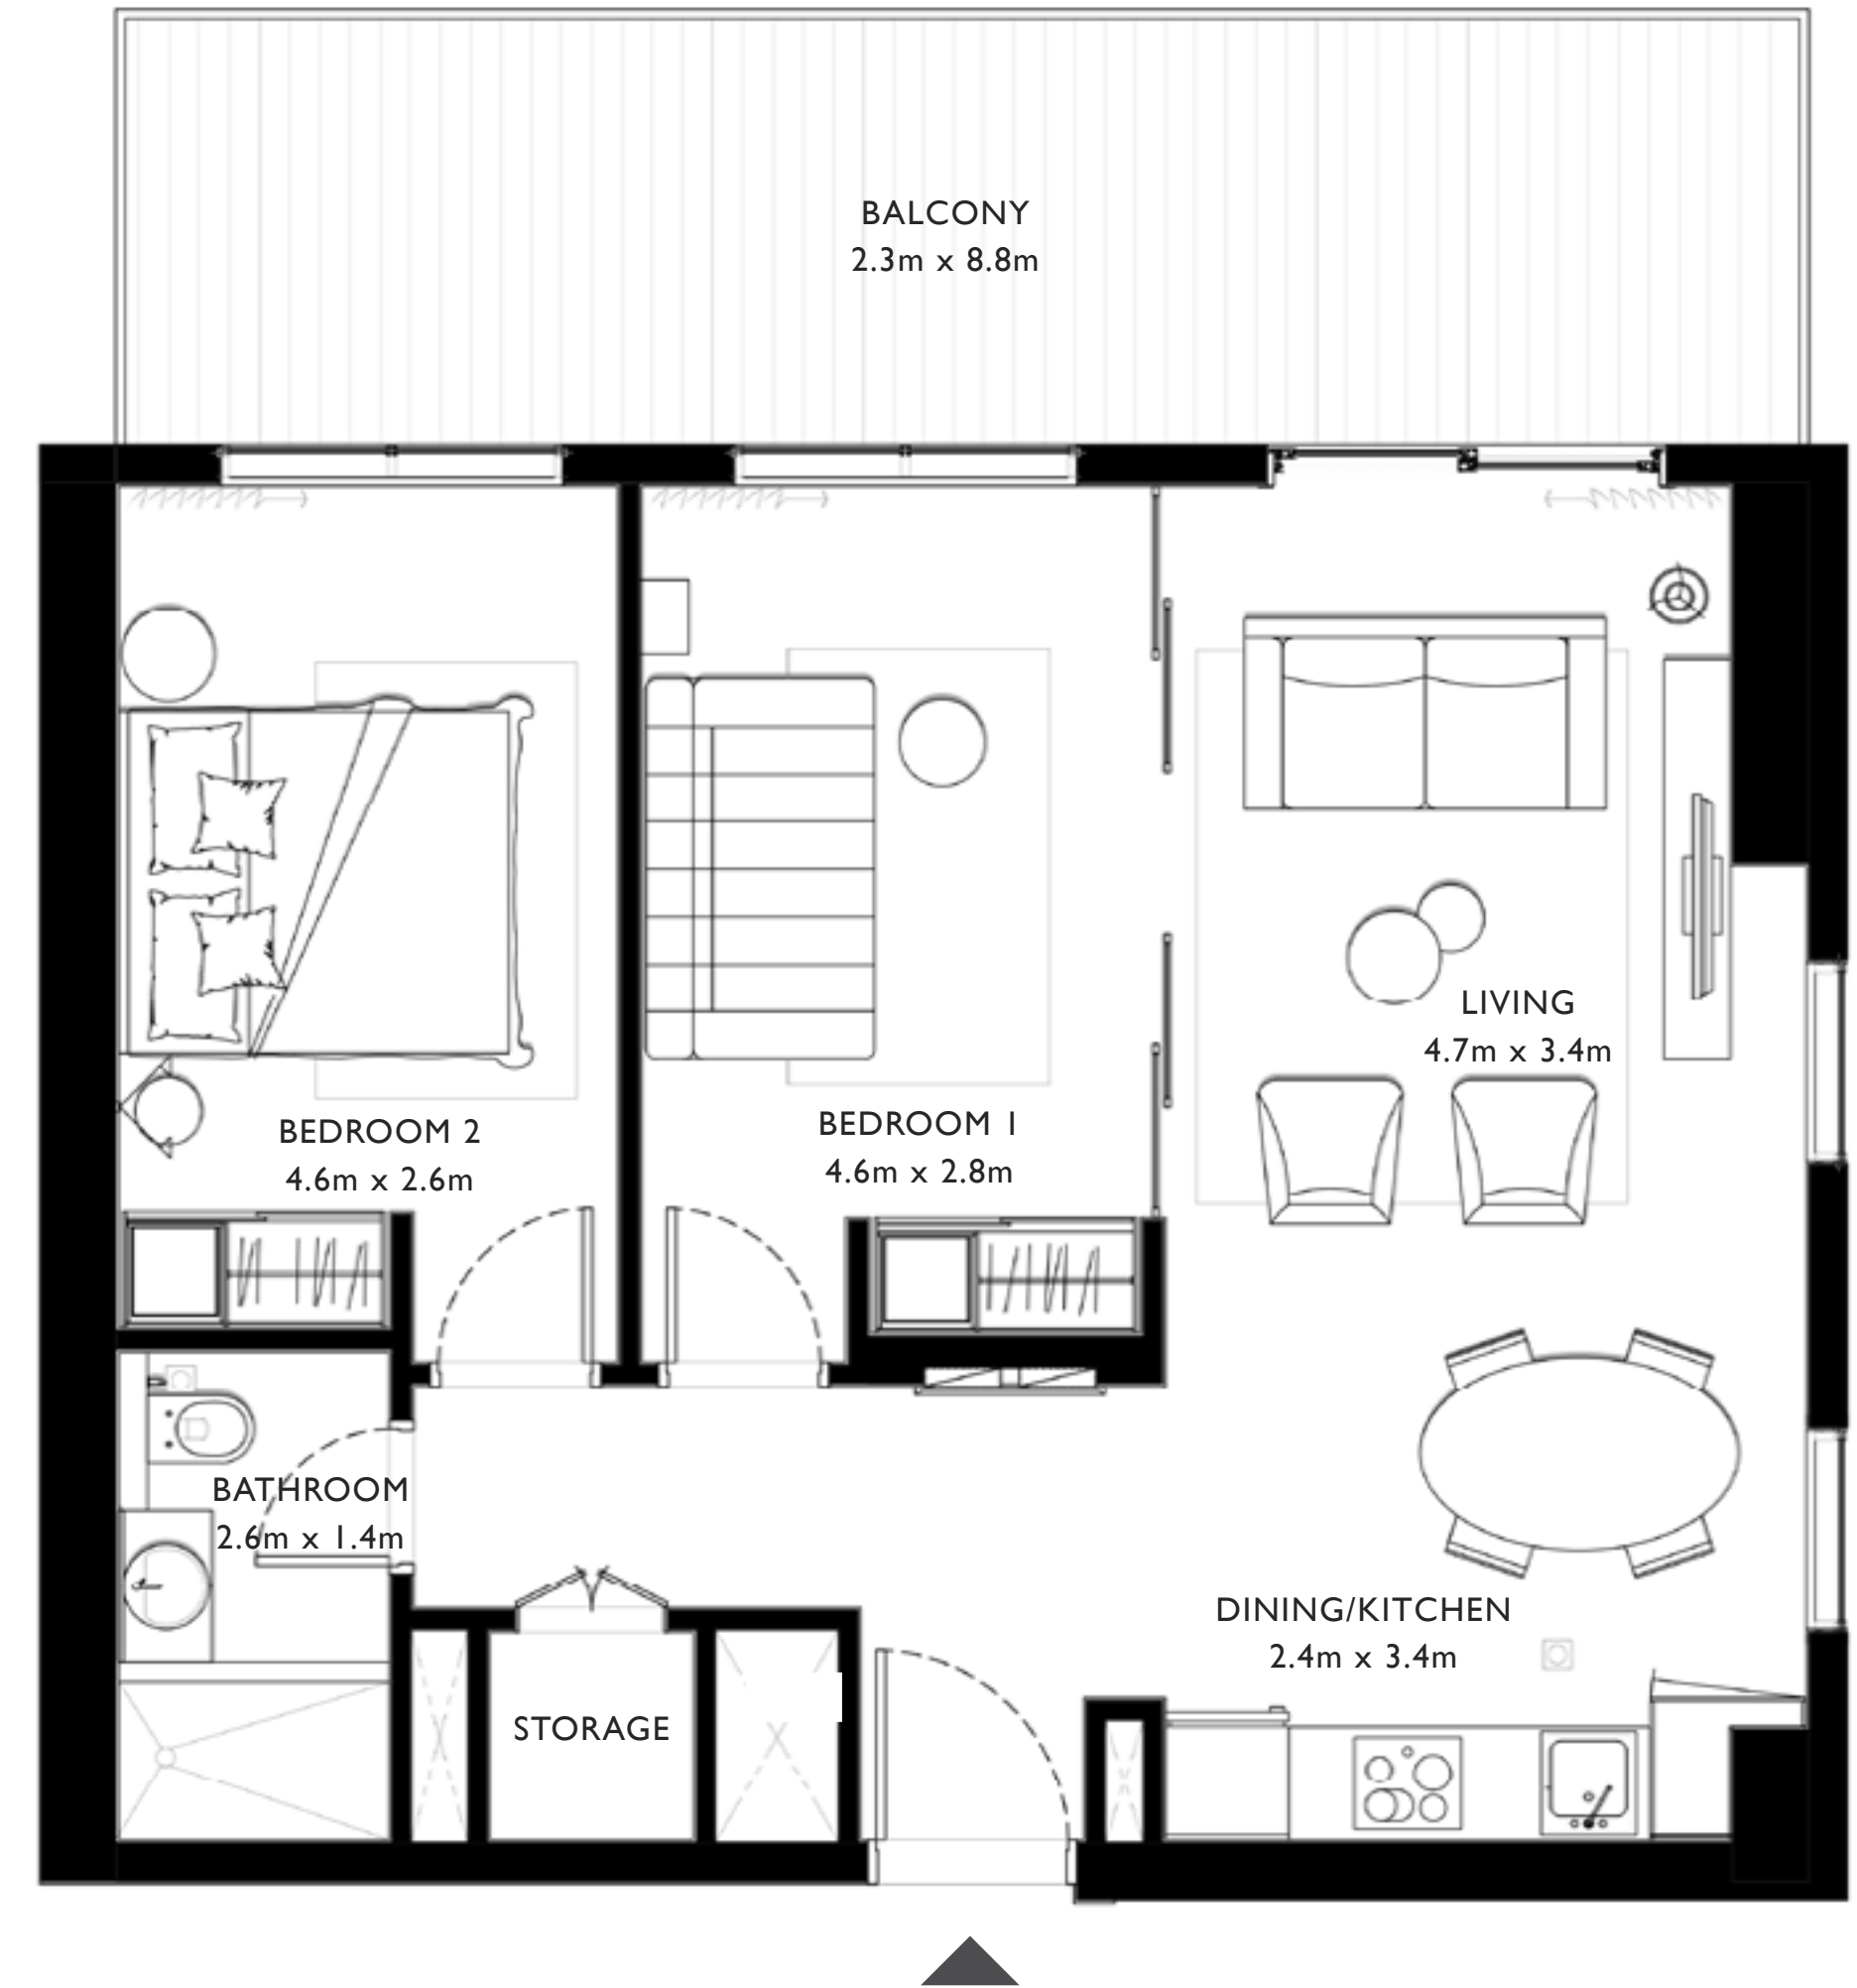 BALCONY
2.3m x 8.8m
LIVING
4.7m x 3.4m
BEDROOM 2
4.6m x 2.6m
BEDROOM 1
4.6m x 2.8m
BATHROOM
2.6m x 1.4m
DINING/KITCHEN
2.4m x 3.4m
STORAGE